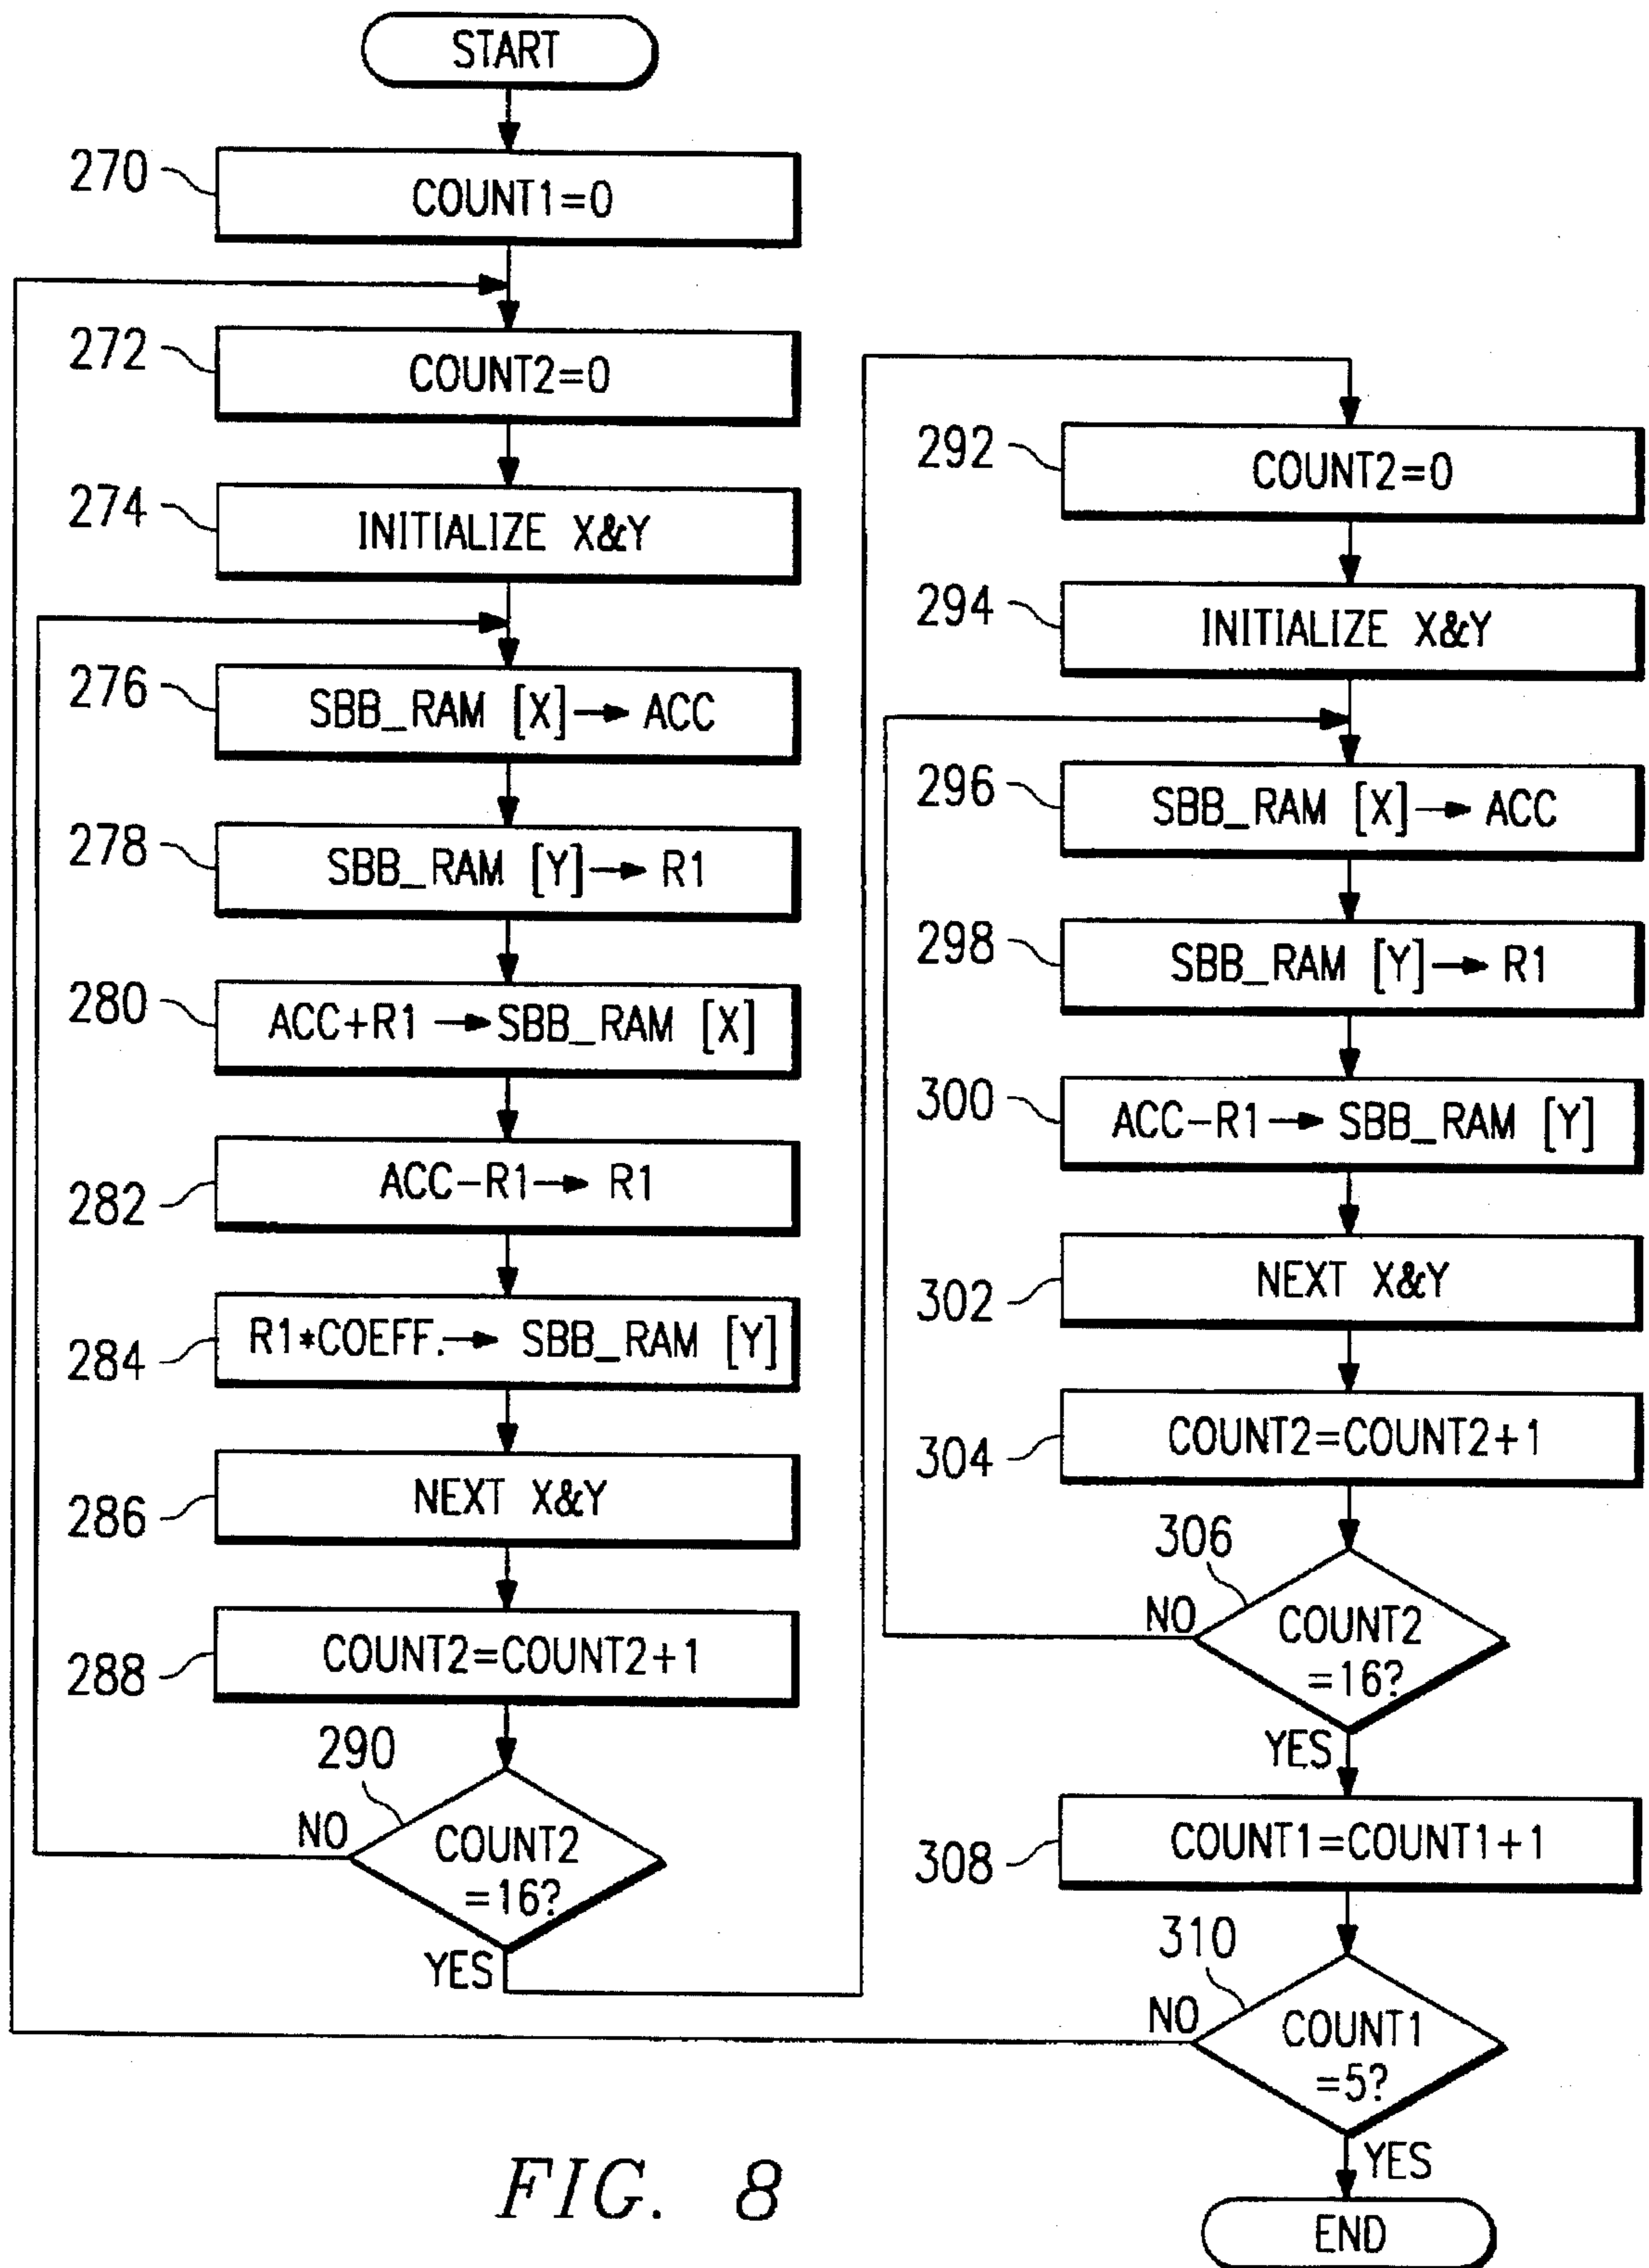 START
270
COUNT1=0
272
COUNT2=0
274
INITIALIZE X&Y
276
SBB_RAM [X]→ ACC
278
SBB_RAM [Y]→ R1
280
ACC+R1 →SBB_RAM [X]
282
ACC-R1→ R1
284
R1*COEFF.→ SBB_RAM [Y]
286
NEXT X&Y
288
COUNT2=COUNT2+1
290
NO
COUNT2
=16?
YES
292
COUNT2=0
294
INITIALIZE X&Y
296
SBB_RAM [X]→ ACC
298
SBB_RAM [Y]→ R1
300
ACC-R1→ SBB_RAM [Y]
302
NEXT X&Y
304
COUNT2=COUNT2+1
306
NO
COUNT2
=16?
YES
308
COUNT1=COUNT1+1
310
NO
COUNT1
=5?
YES
END
FIG. 8